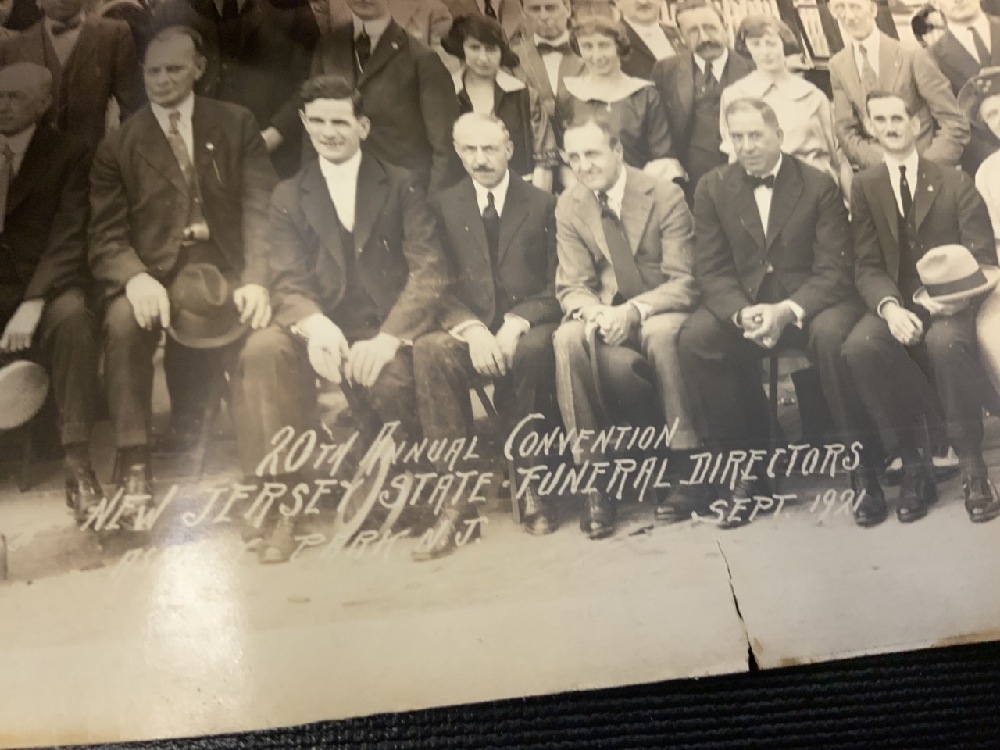 20TH ANNUAL CONVENTION
NEW JERSEY STATE FUNERAL DIRECTORS
PARK N.J. SEPT. 1921